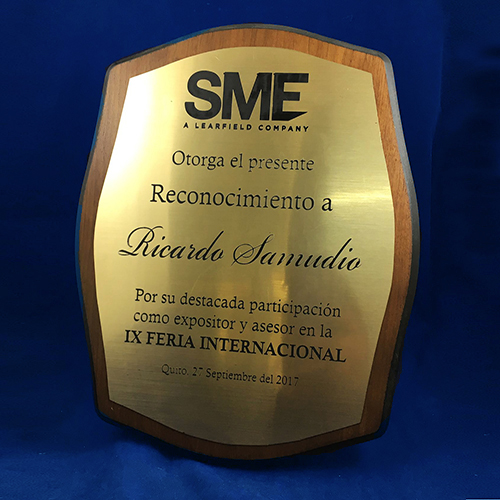 SME
A LEARFIELD COMPANY
Otorga el presente
Reconocimiento a
Ricardo Samudio
Por su destacada participación
como expositor y asesor en la
IX FERIA INTERNACIONAL
Quito, 27 Septiembre del 2017